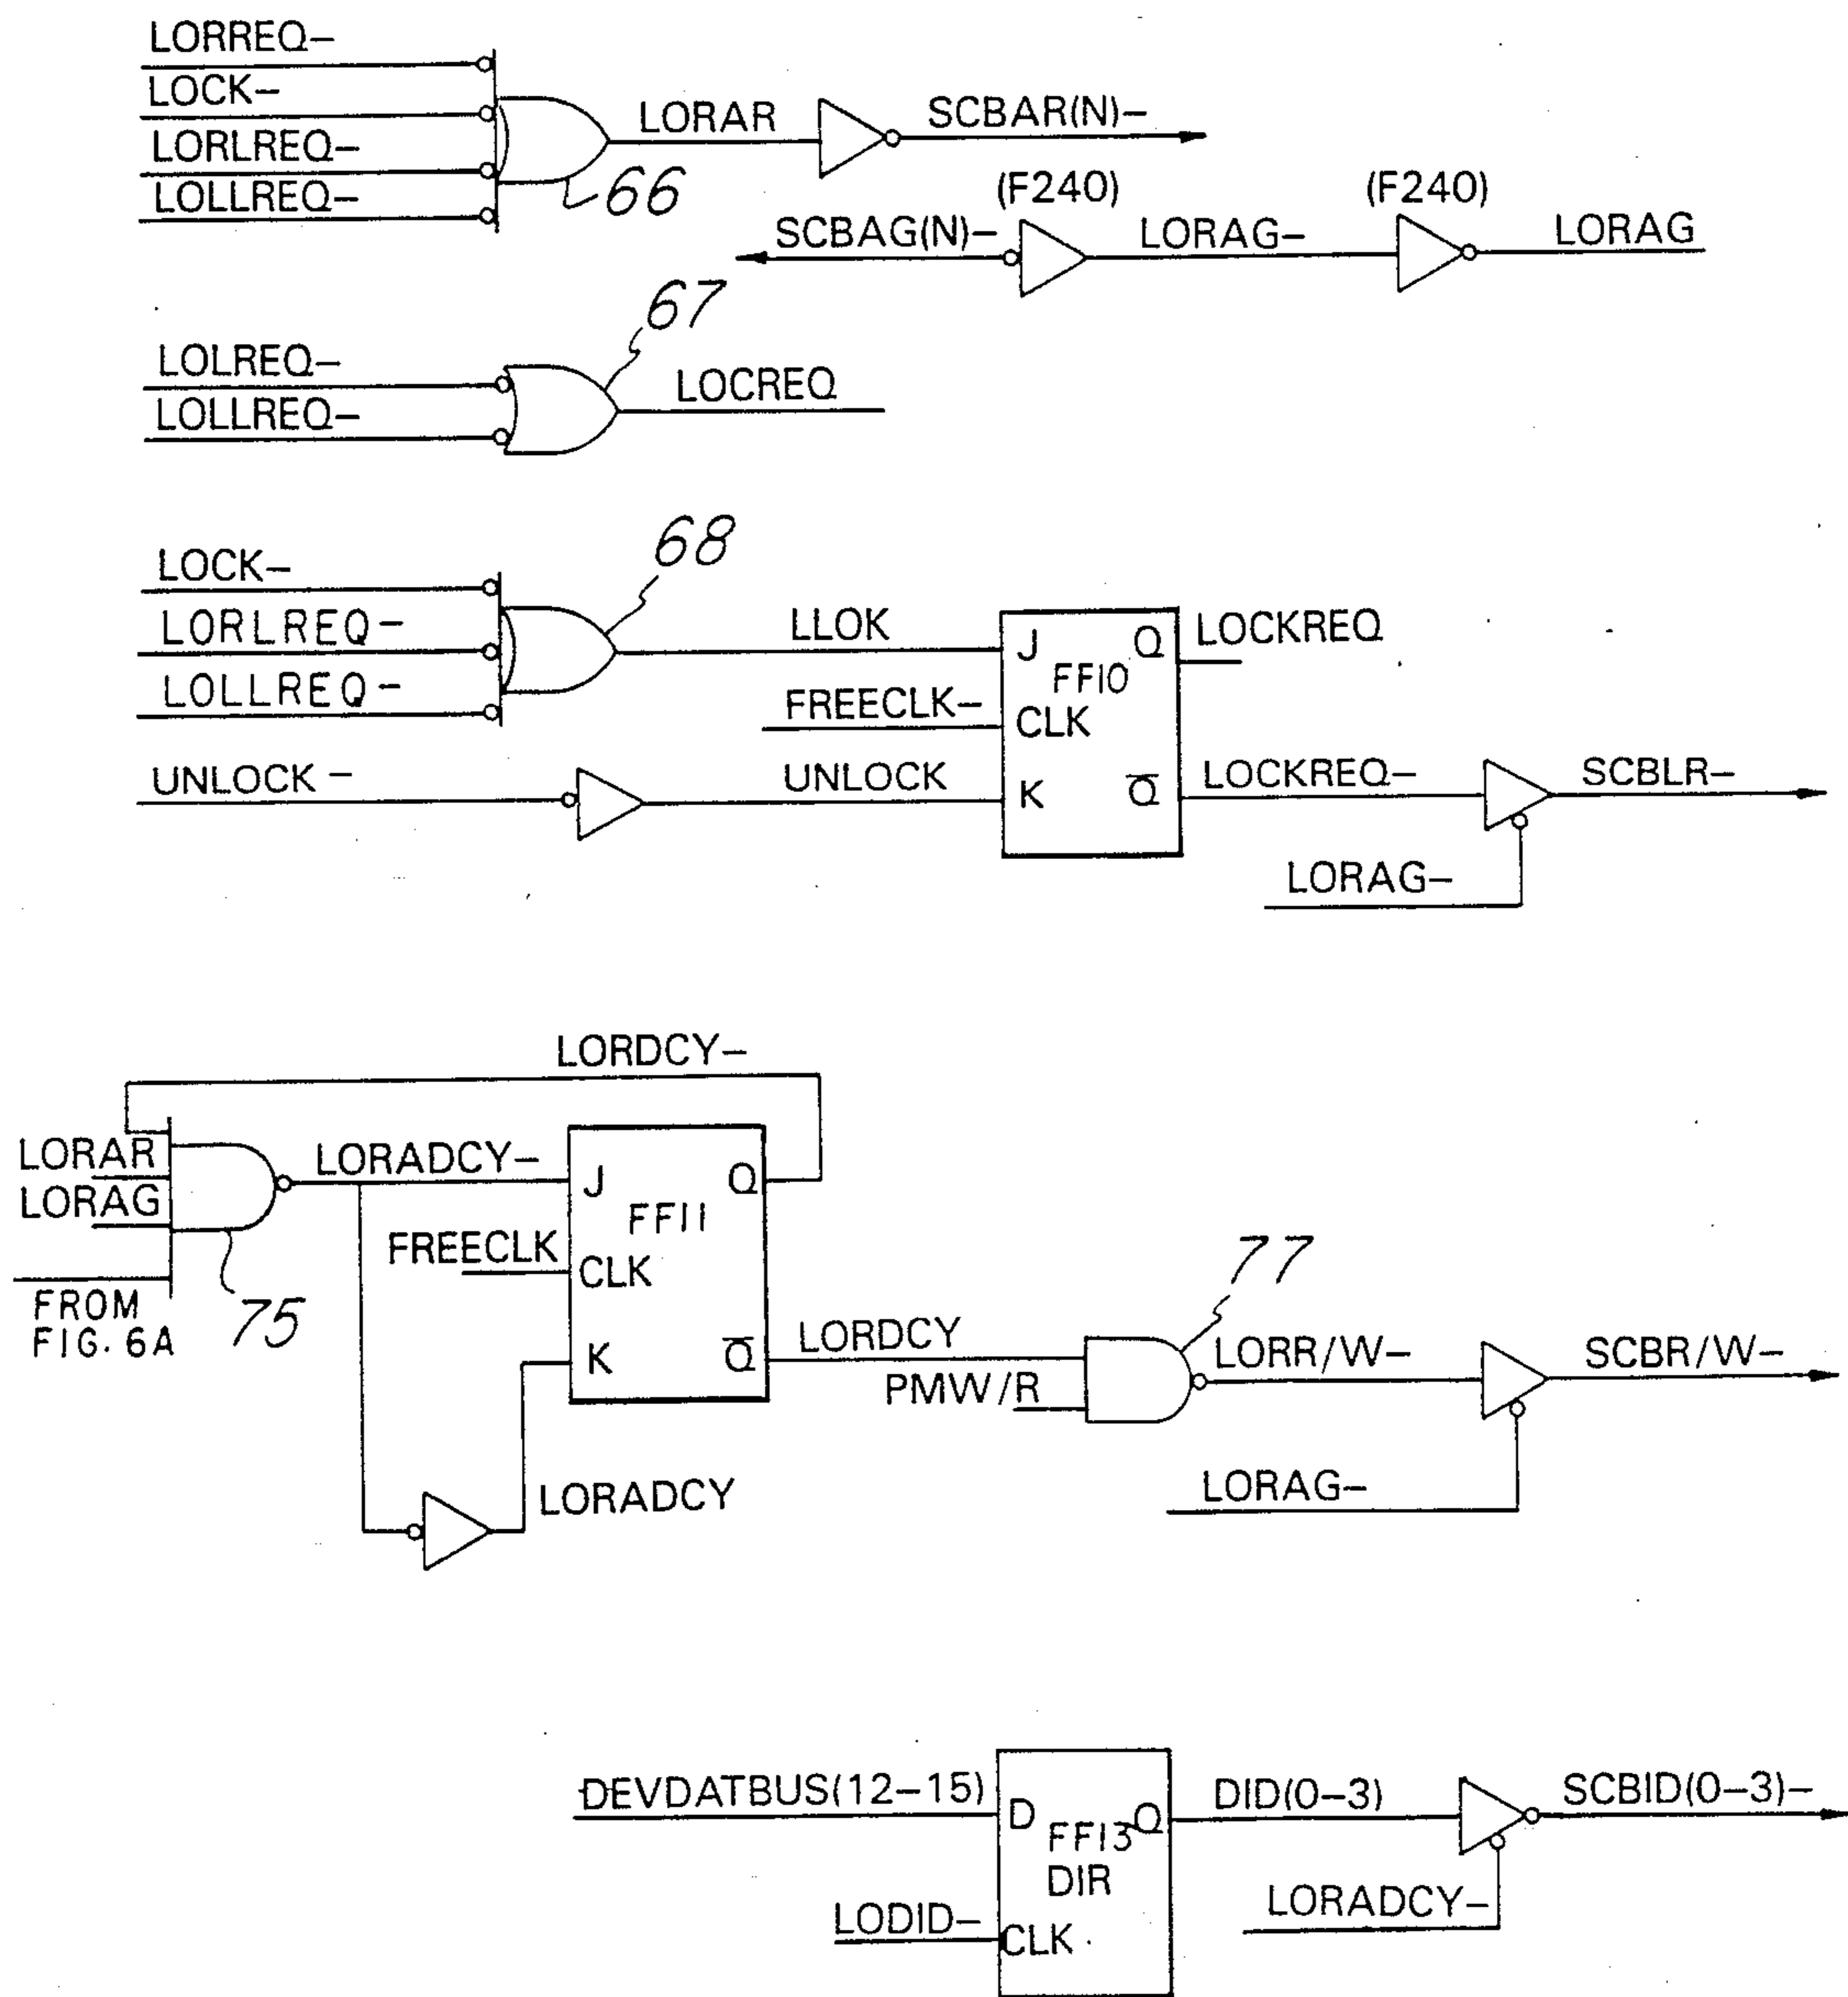 LORREQ-
LOCK-
LORLREQ-
LOLLREQ-
66
LORAR
SCBAR(N)-
SCBAG(N)-
(F240)
LORAG-
(F240)
LORAG
LOLREQ-
LOLLREQ-
67
LOCREQ
LOCK-
LORLREQ-
LOLLREQ-
68
LLOK
J
Q
LOCKREQ
FF10
FREECLK-
CLK
UNLOCK-
UNLOCK
K
Q
LOCKREQ-
SCBLR-
LORAG-
LORDCY-
LORAR
LORAG
FROM
FIG. 6A
75
LORADCY-
J
Q
FF11
FREECLK
CLK
K
Q
LORADCY
LORDCY
PMW/R
77
LORR/W-
SCBR/W-
LORAG-
DEVDATBUS(12-15)
D
Q
FF13
DIR
LODID-
CLK
DID(0-3)
SCBID(0-3)-
LORADCY-